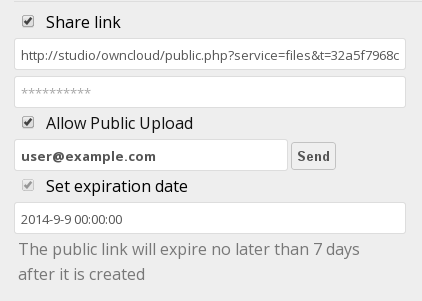 Share link
http://studio/owncloud/public.php?service=files&t=32a5f7968c
**********
Allow Public Upload
user@example.com Send
Set expiration date
2014-9-9 00:00:00
The public link will expire no later than 7 days
after it is created